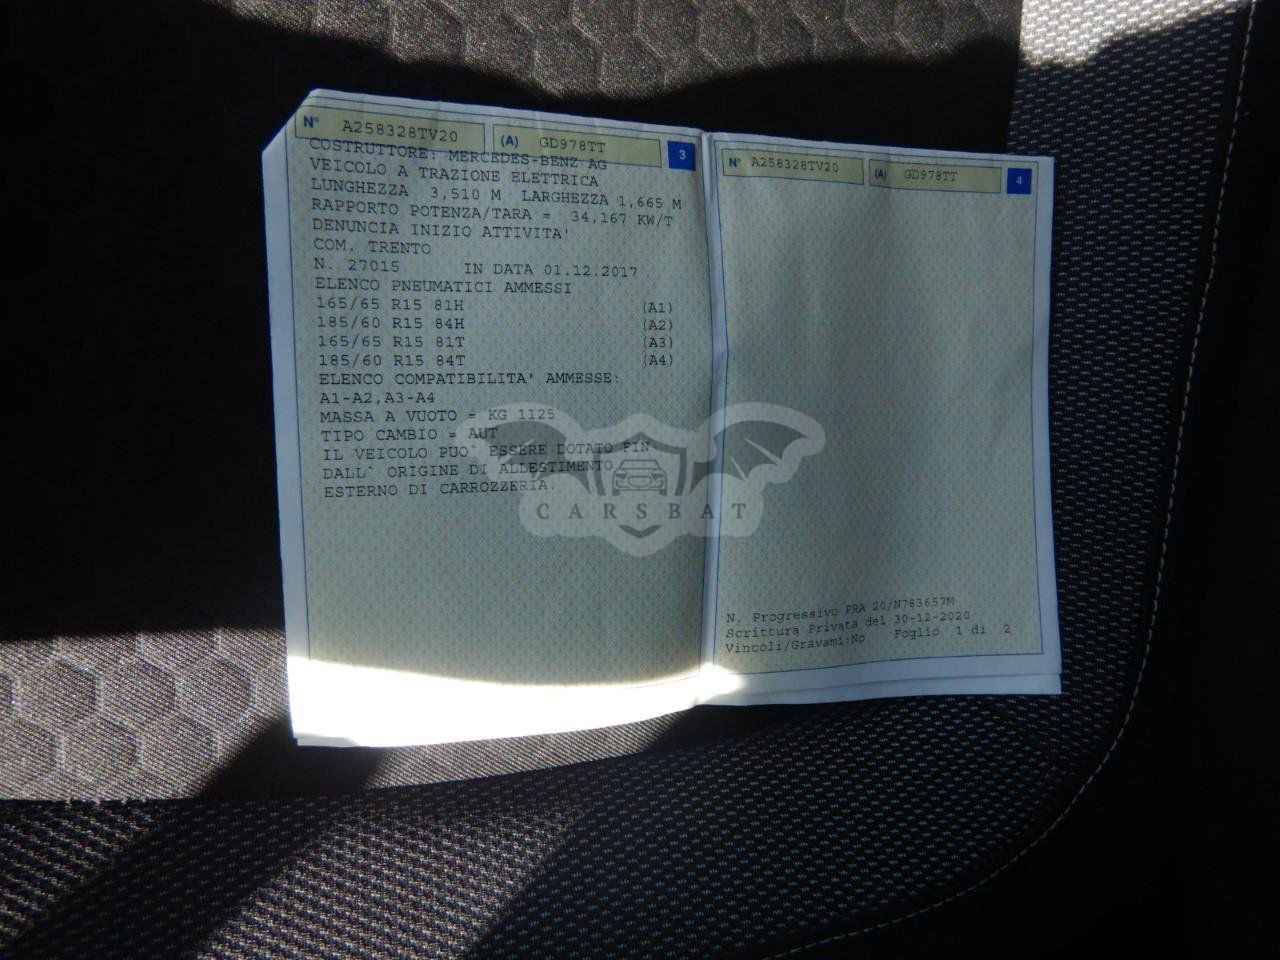 N° A258328TV20 (A) GD978TT 3
COSTRUTTORE: MERCEDES-BENZ AG
VEICOLO A TRAZIONE ELETTRICA
LUNGHEZZA 3,510 M LARGHEZZA 1,665 M
RAPPORTO POTENZA/TARA = 34,167 KW/T
DENUNCIA INIZIO ATTIVITA'
COM. TRENTO
N. 27015 IN DATA 01.12.2017
ELENCO PNEUMATICI AMMESSI
165/65 R15 81H (A1)
185/60 R15 84H (A2)
165/65 R15 81T (A3)
185/60 R15 84T (A4)
ELENCO COMPATIBILITA' AMMESSE:
A1-A2,A3-A4
MASSA A VUOTO = KG 1125
TIPO CAMBIO = AUT
IL VEICOLO PUO` ESSERE DOTATO FIN
DALL` ORIGINE DI ALLESTIMENTO
ESTERNO DI CARROZZERIA.
N° A258328TV20 (A) GD978TT 4
N. Progressivo PRA 20/N783657M
Scrittura Privata del 30-12-2020
Vincoli/Gravami:No Foglio 1 di 2
CARSBAT